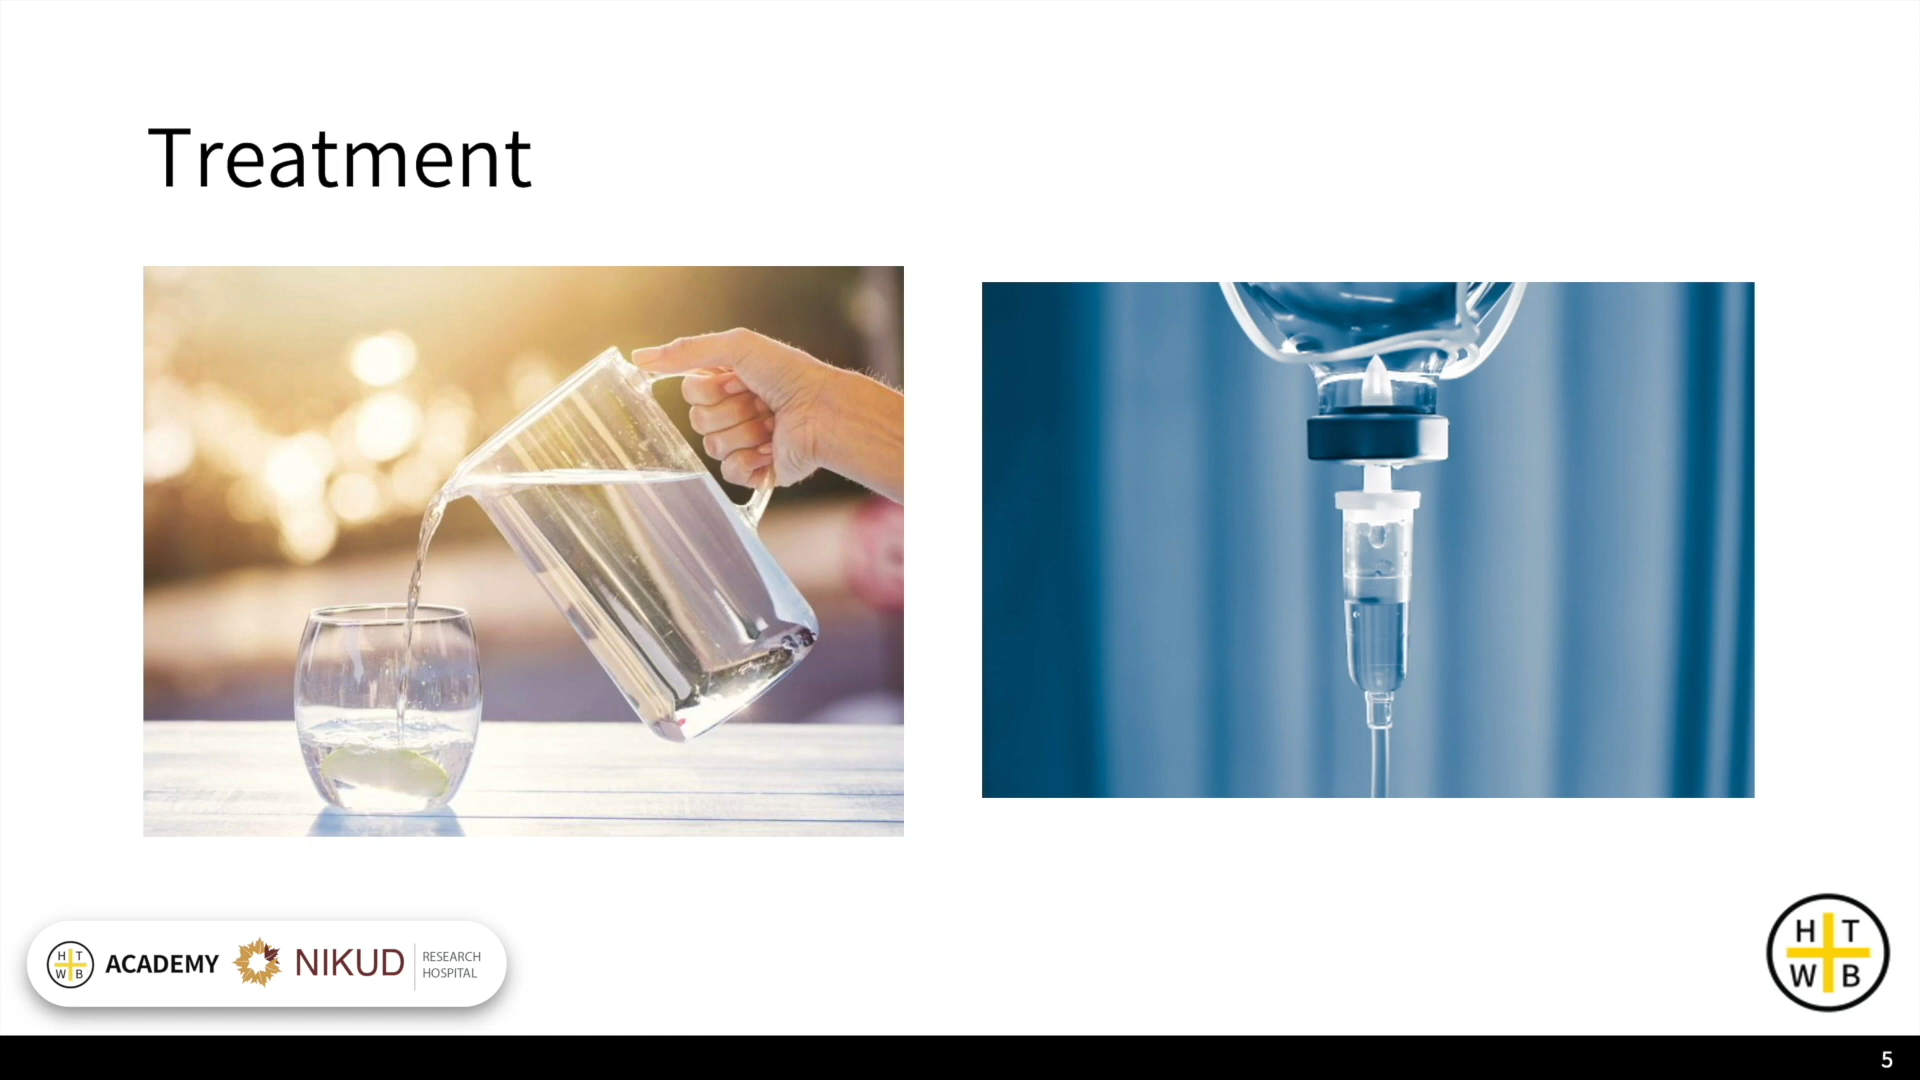 Treatment
H T
W B
ACADEMY
NIKUD
RESEARCH
HOSPITAL
H T
W B
5